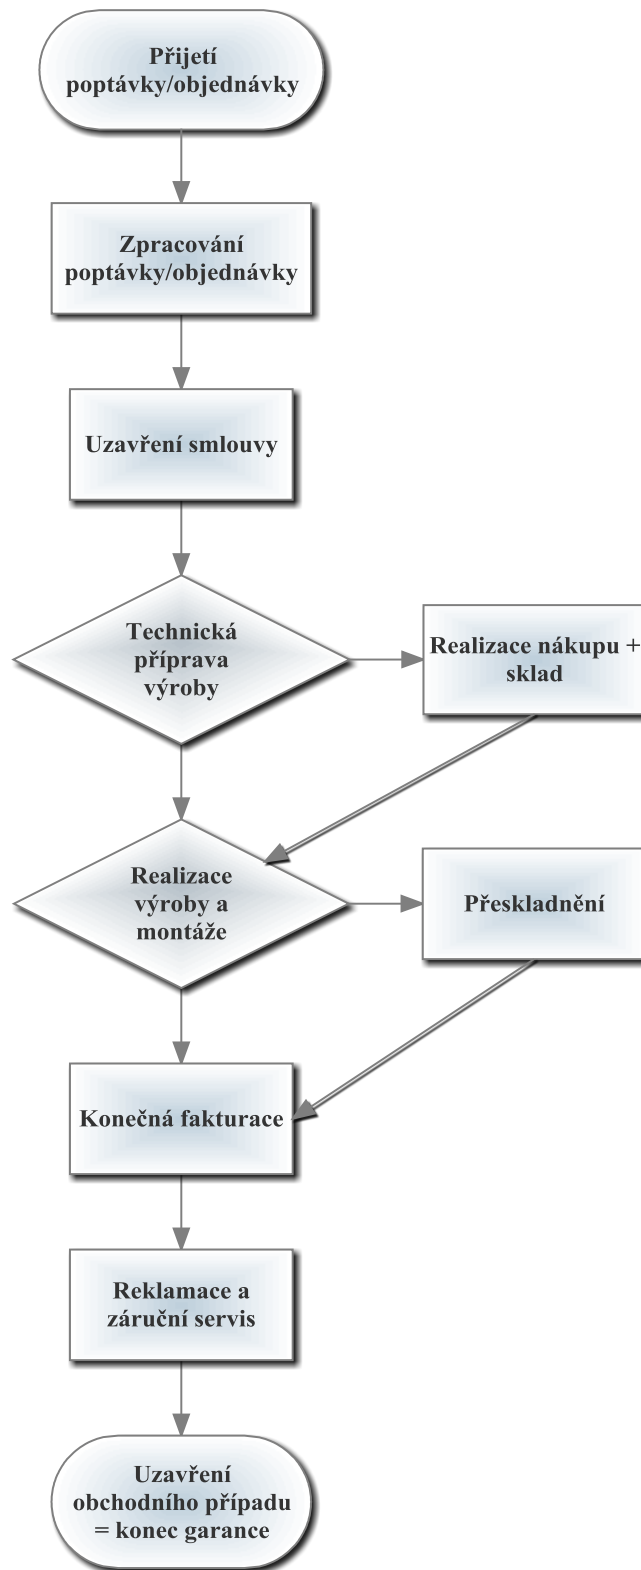 Přijetí
poptávky/objednávky
Zpracování
poptávky/objednávky
Uzavření smlouvy
Technická
příprava
výroby
Realizace nákupu +
sklad
Realizace
výroby a
montáže
Přeskladnění
Konečná fakturace
Reklamace a
záruční servis
Uzavření
obchodního případu
= konec garance